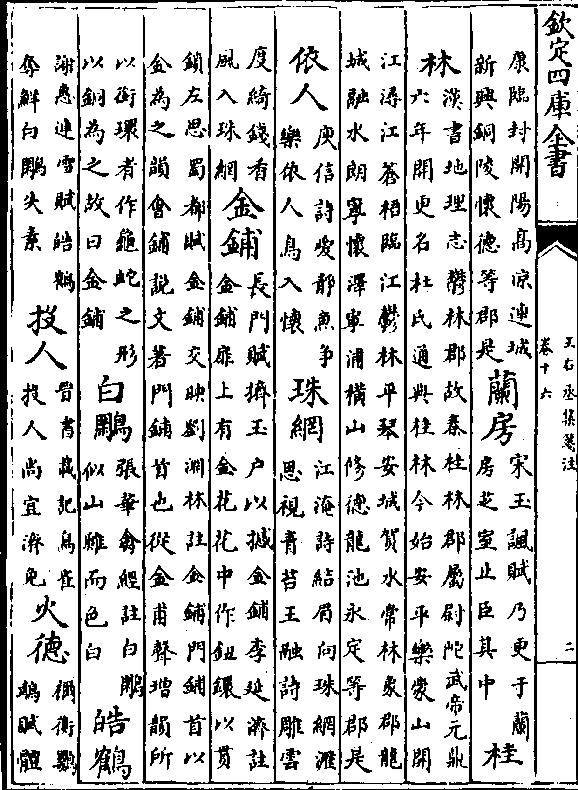 欽定四庫全書
王右丞集箋注
卷十六
二
康臨封開陽高凉連城
新興銅陵懷德等郡是
蘭房
宋玉諷賦乃更于蘭
房芝室止臣其中
桂
林
漢書地理志鬱林郡故秦桂林郡屬尉陀武帝元鼎
六年開更名杜氏通典桂林今始安平樂蒙山開
江潯江蒼梧臨江鬱林平琴安城賀水常林象郡龍
城融水朗寧懷澤寧浦橫山修德龍池永定等郡是
依人
庾信詩愛靜魚争
樂依人鳥入懷
珠網
江淹詩結眉向珠網瀝
思視青苔王融詩雕雲
度綺錢香
風入珠網
金鋪
長門賦擠玉户以撼金鋪李延濟註
金鋪扉上有金花花中作鈕鐶以貫
鎖左思蜀都賦金鋪交映劉淵林註金鋪門鋪首以
金為之韻會鋪說文著門鋪首也從金甫聲增韻所
以銜環者作龜蛇之形
以銅為之故曰金鋪
白鷴
張華禽經註白鷴
似山雞而色白
皓鶴
謝惠連雪賦皓鶴
奪鮮白鷴失素
投人
晉書載記鳥雀
投人尚宜濟免
火德
禰衡鸚
鵡賦體